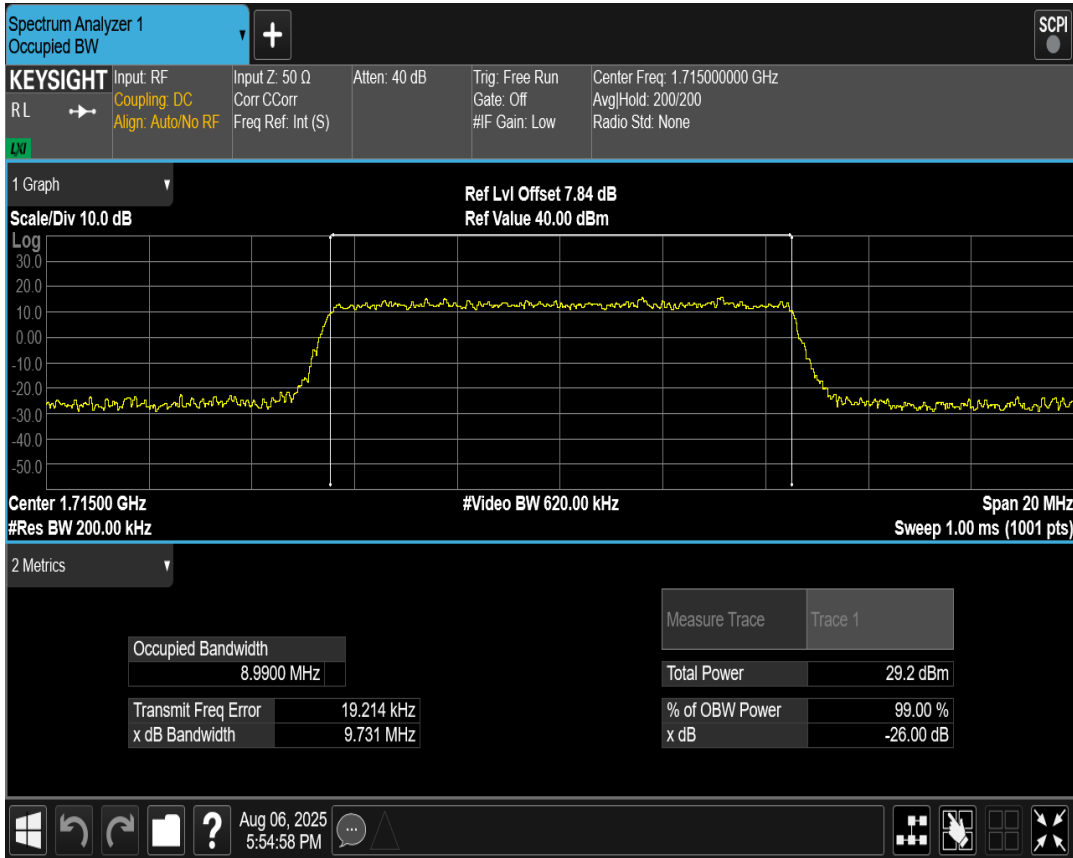 Spectrum Analyzer 1
Occupied BW
SCPI
KEYSIGHT
R L
LXI
Input: RF
Coupling: DC
Align: Auto/No RF
Input Z: 50 Ω
Corr CCorr
Freq Ref: Int (S)
Atten: 40 dB
Trig: Free Run
Gate: Off
#IF Gain: Low
Center Freq: 1.715000000 GHz
Avg|Hold: 200/200
Radio Std: None
1 Graph
Scale/Div 10.0 dB
Ref Lvl Offset 7.84 dB
Ref Value 40.00 dBm
Log
30.0
20.0
10.0
0.00
-10.0
-20.0
-30.0
-40.0
-50.0
Center 1.71500 GHz
#Res BW 200.00 kHz
#Video BW 620.00 kHz
Span 20 MHz
Sweep 1.00 ms (1001 pts)
2 Metrics
Measure Trace Trace 1
Occupied Bandwidth
8.9900 MHz
Total Power 29.2 dBm
Transmit Freq Error 19.214 kHz
% of OBW Power 99.00 %
x dB Bandwidth 9.731 MHz
x dB -26.00 dB
?
Aug 06, 2025
5:54:58 PM